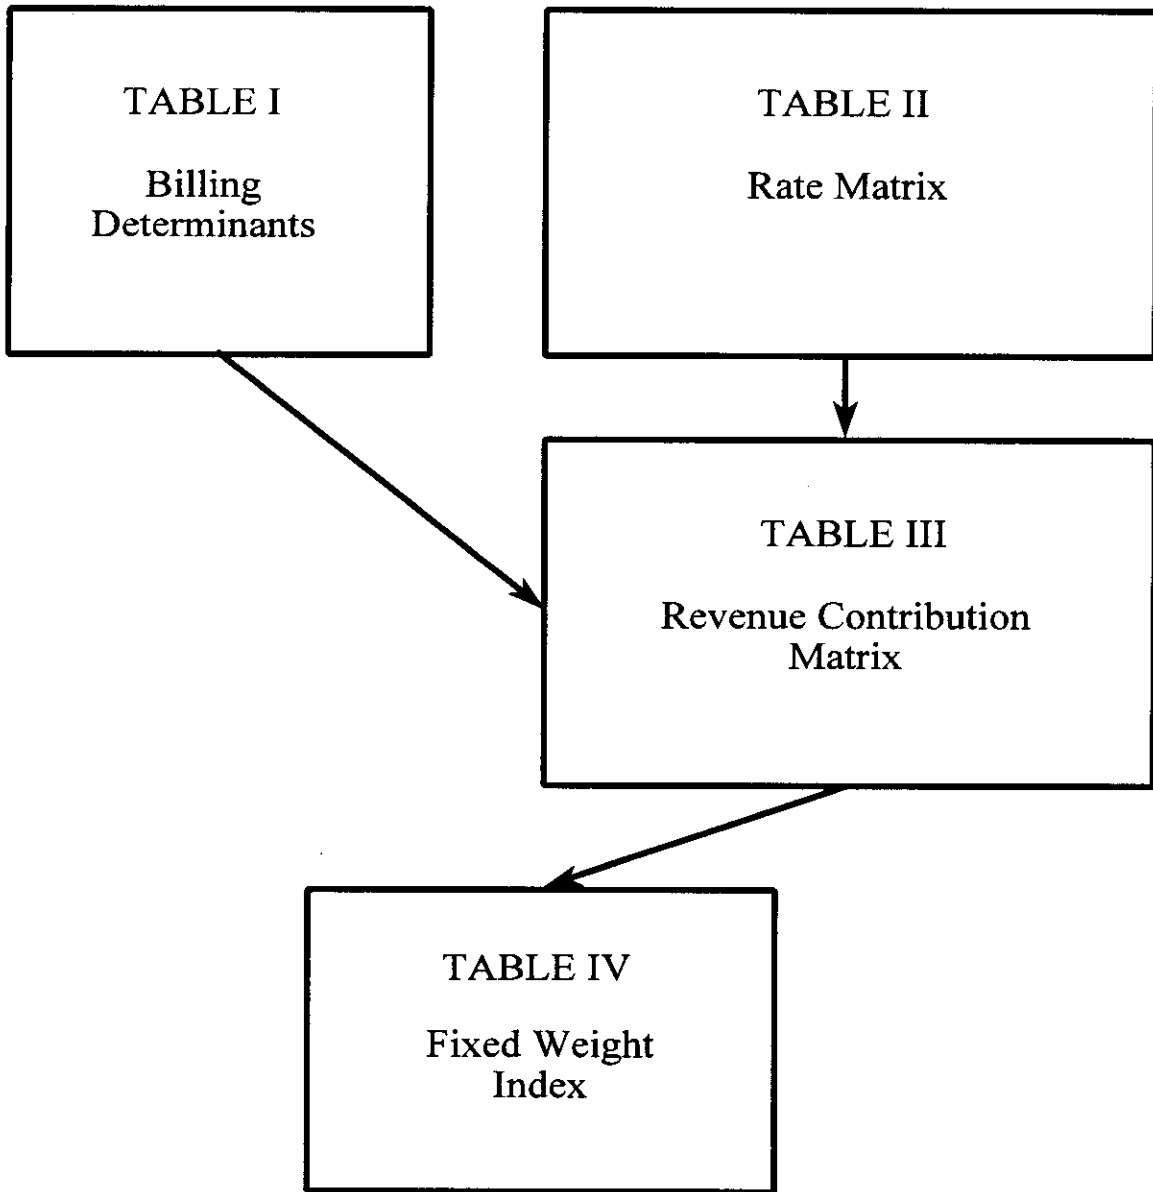 TABLE I
Billing
Determinants
TABLE II
Rate Matrix
TABLE III
Revenue Contribution
Matrix
TABLE IV
Fixed Weight
Index